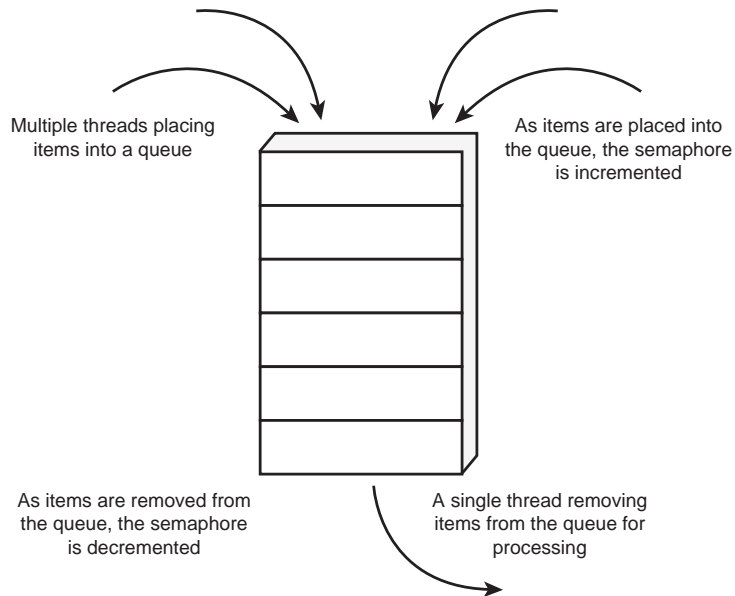 Multiple threads placing
items into a queue
As items are placed into
the queue, the semaphore
is incremented
As items are removed from
the queue, the semaphore
is decremented
A single thread removing
items from the queue for
processing